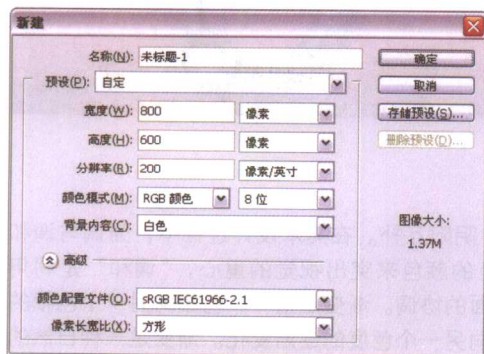 新建
名称(N): 未标题-1
确定
预设(P): 自定
取消
宽度(W): 800 像素
存储预设(S)...
高度(H): 600 像素
删除预设(D)...
分辨率(R): 200 像素/英寸
颜色模式(M): RGB 颜色 8 位
背景内容(C): 白色
图像大小:
1.37M
高级
颜色配置文件(O): sRGB IEC61966-2.1
像素长宽比(X): 方形